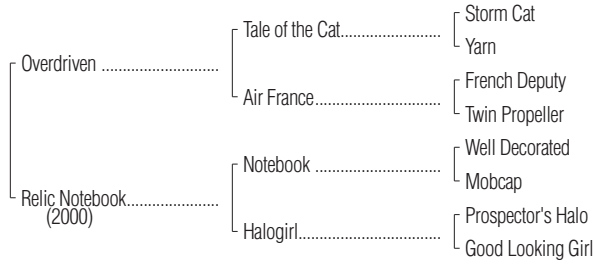 Storm Cat
Tale of the Cat........................
Yarn
Overdriven ............................
French Deputy
Air France..............................
Twin Propeller
Well Decorated
Notebook ..............................
Mobcap
Relic Notebook......................
(2000)
Prospector's Halo
Halogirl..................................
Good Looking Girl